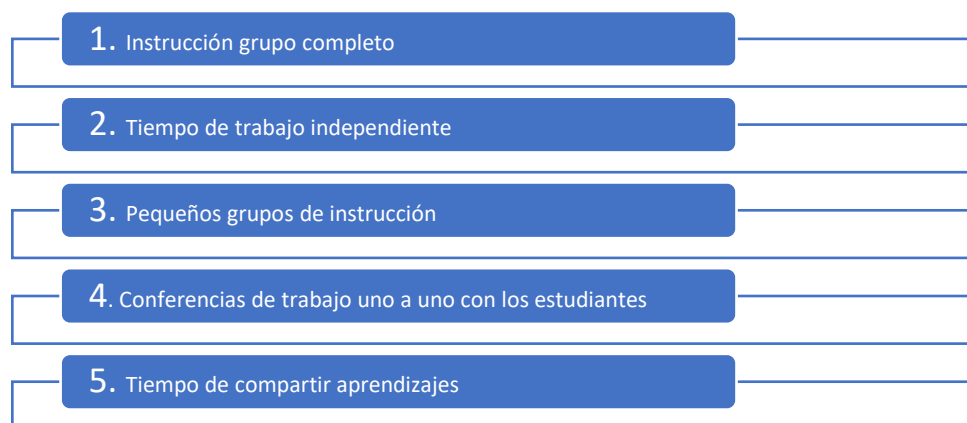 1. Instrucción grupo completo
2. Tiempo de trabajo independiente
3. Pequeños grupos de instrucción
4. Conferencias de trabajo uno a uno con los estudiantes
5. Tiempo de compartir aprendizajes